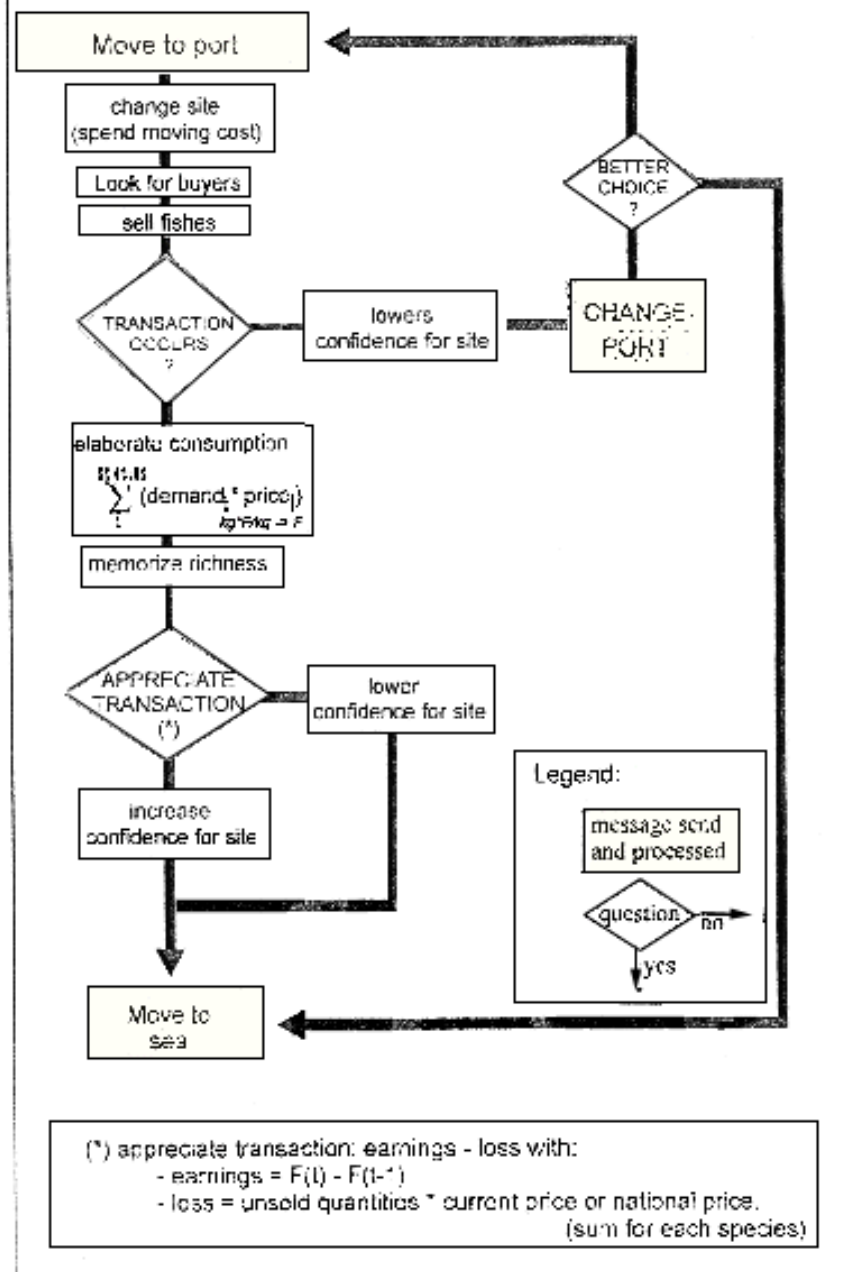 Move to port
change site
(spend moving cost)
Look for buyers
sell fishes
TRANSACTION
OCCURS
?
lowers
confidence for site
CHANGE
PORT
BETTER
CHOICE
?
elaborate consumption
∑ (demand * price)
memorize richness
APPRECIATE
TRANSACTION
(*)
lower
confidence for site
increase
confidence for site
Move to
sea
Legend:
message send
and processed
question
no
yes
(*) appreciate transaction: earnings - loss with:
- earnings = F(t) - F(t-1)
- loss = unsold quantities * current price or national price.
(sum for each species)